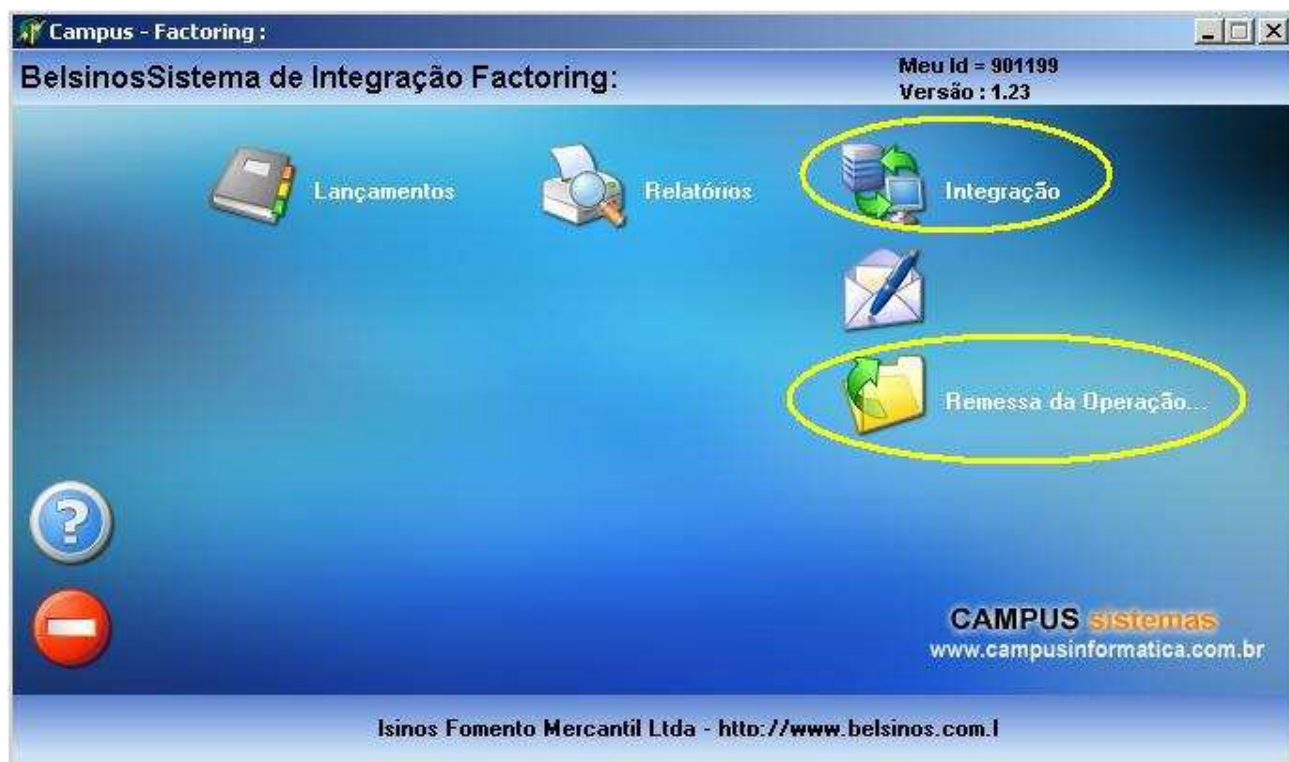 Campus - Factoring :
BelsinosSistema de Integração Factoring:
Meu Id = 901199
Versão : 1.23
Lançamentos
Relatórios
Integração
Remessa da Operação...
CAMPUS sistemas
www.campusinformatica.com.br
lsinos Fomento Mercantil Ltda - http://www.belsinos.com.l